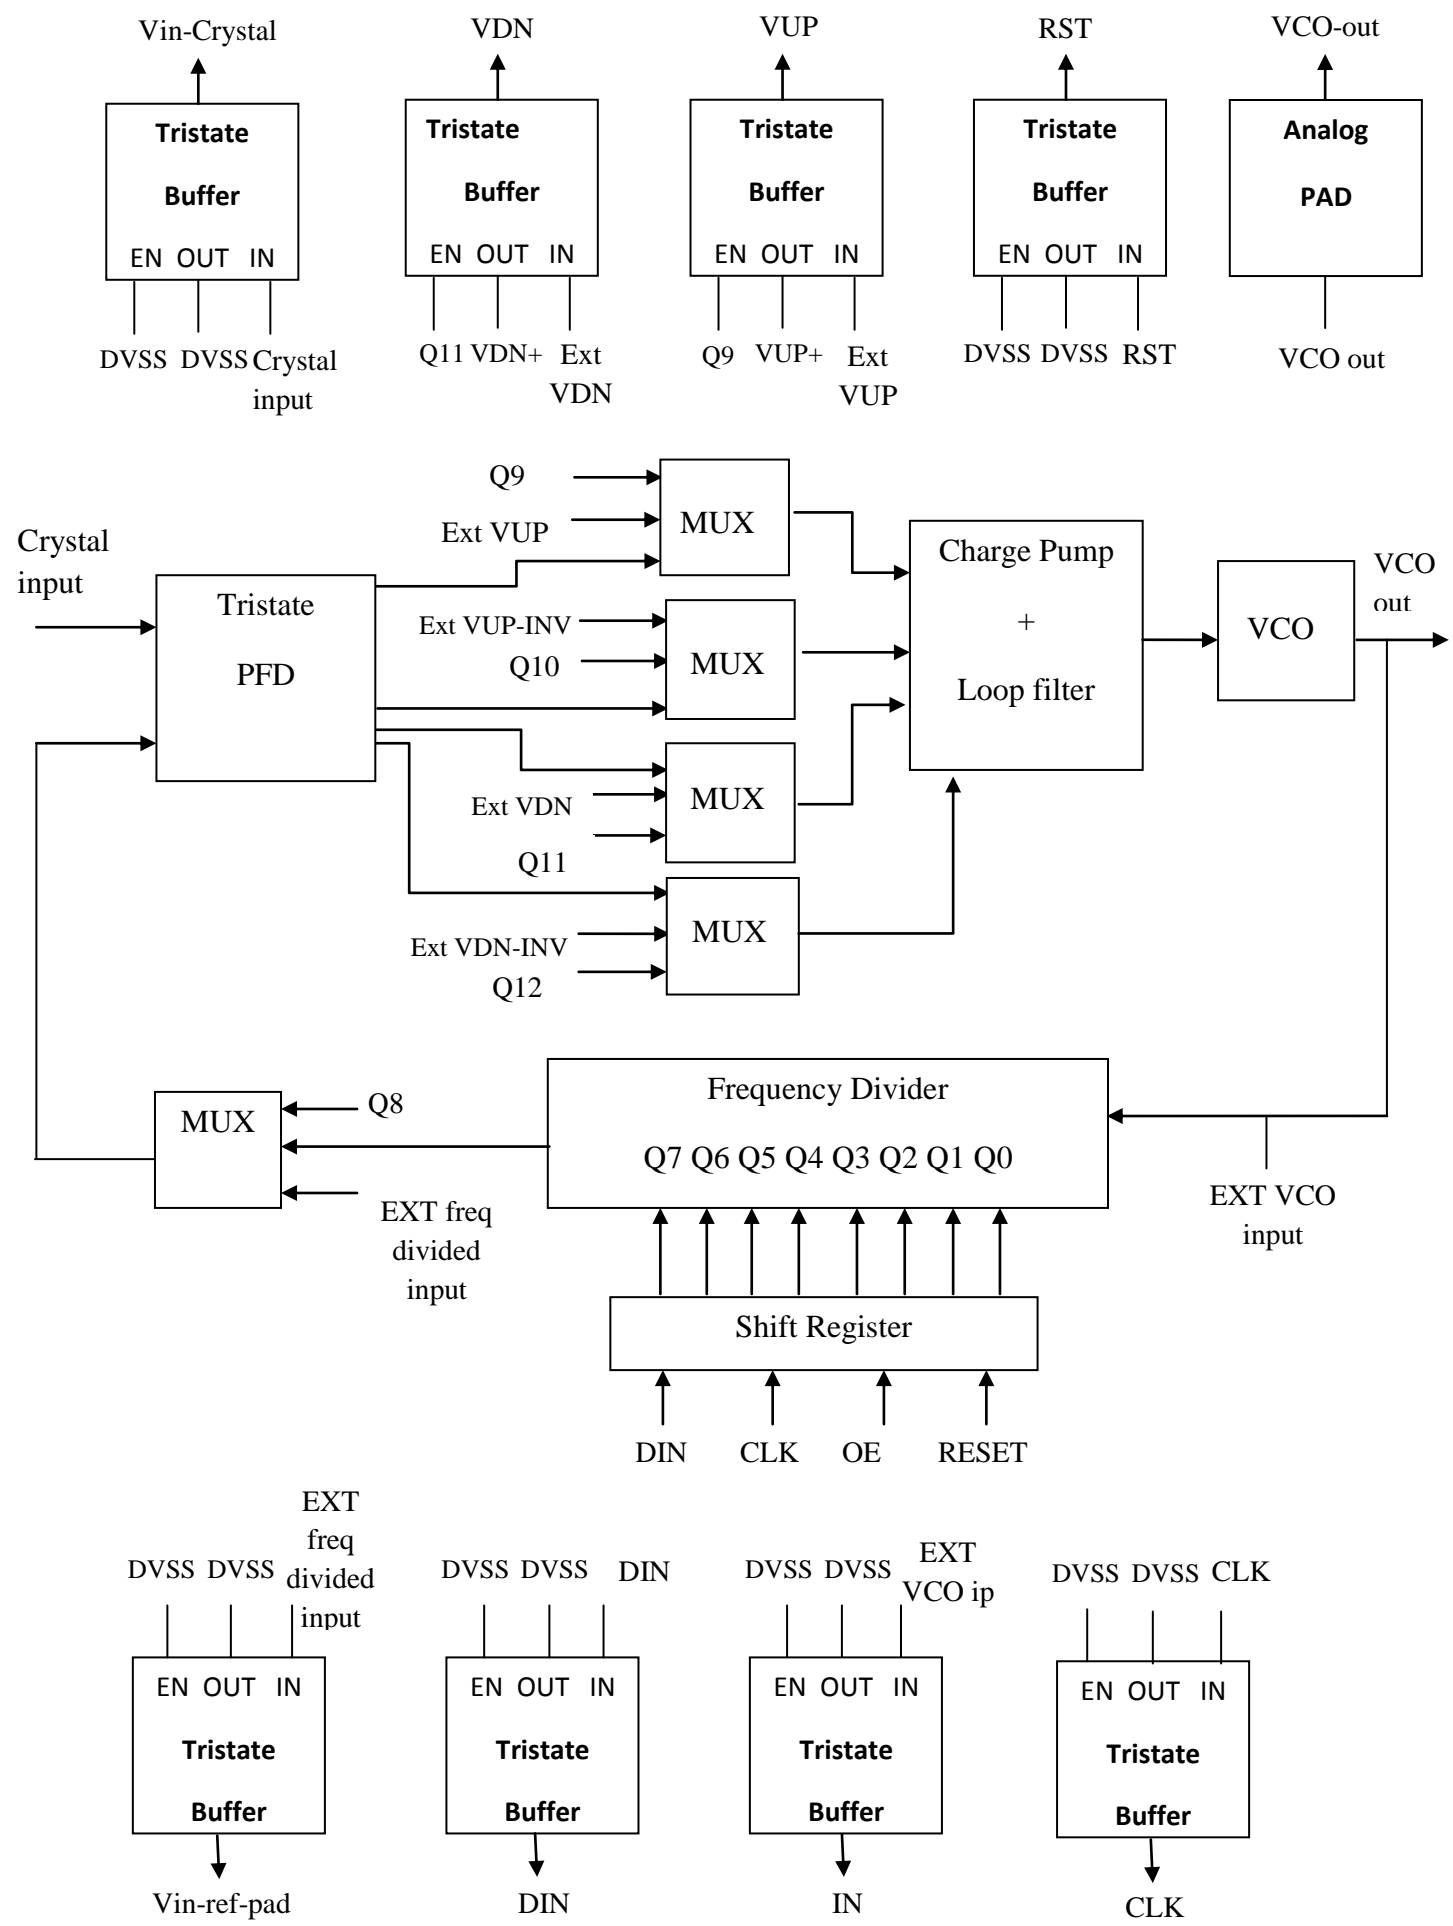 Vin-Crystal
VDN
VUP
RST
VCO-out
Tristate
Buffer
EN OUT IN
Tristate
Buffer
EN OUT IN
Tristate
Buffer
EN OUT IN
Tristate
Buffer
EN OUT IN
Analog
PAD
DVSS DVSS Crystal
input
Q11 VDN+ Ext
VDN
Q9 VUP+ Ext
VUP
DVSS DVSS RST
VCO out
Q9
Ext VUP
MUX
Crystal
input
Tristate
PFD
Ext VUP-INV
Q10
MUX
Charge Pump
+
Loop filter
VCO
VCO
out
Ext VDN
Q11
MUX
Ext VDN-INV
Q12
MUX
MUX
Q8
EXT freq
divided
input
Frequency Divider
Q7 Q6 Q5 Q4 Q3 Q2 Q1 Q0
EXT VCO
input
Shift Register
DIN CLK OE RESET
DVSS DVSS EXT
freq
divided
input
DVSS DVSS DIN
DVSS DVSS EXT
VCO ip
DVSS DVSS CLK
EN OUT IN
Tristate
Buffer
EN OUT IN
Tristate
Buffer
EN OUT IN
Tristate
Buffer
EN OUT IN
Tristate
Buffer
Vin-ref-pad
DIN
IN
CLK